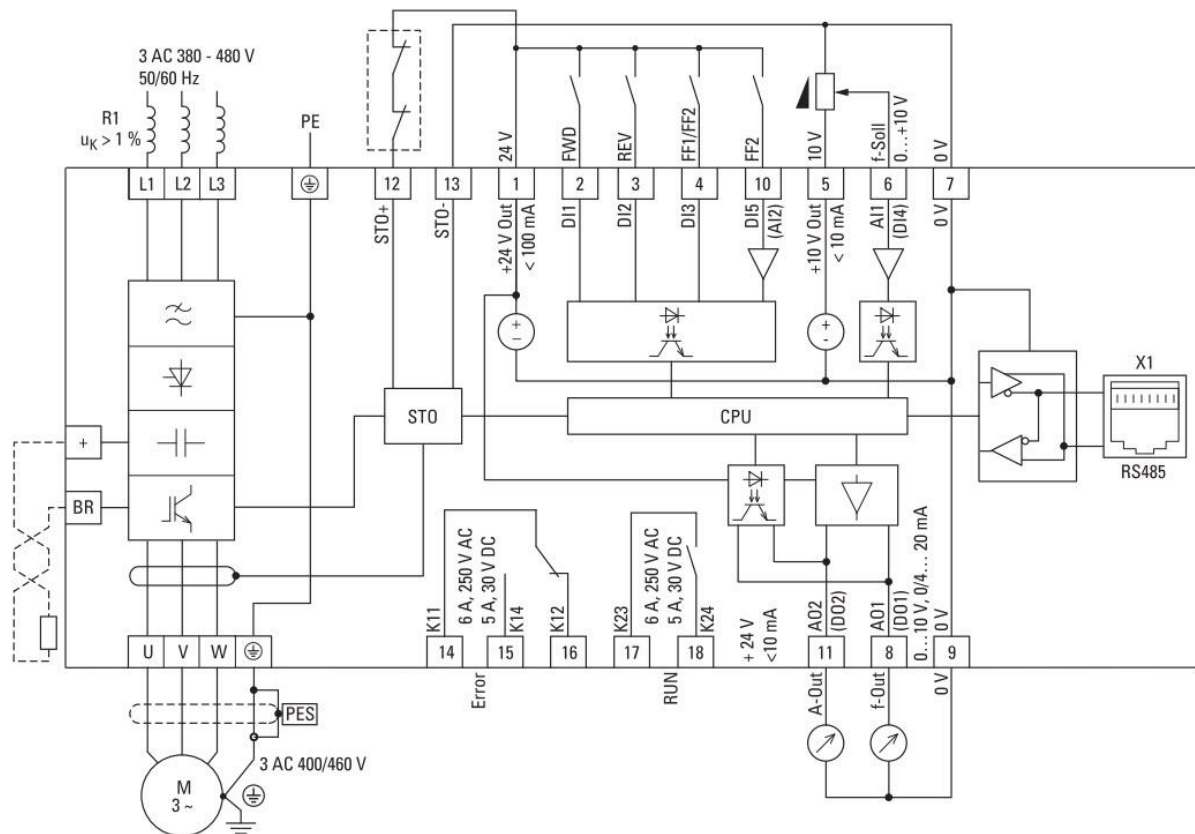 3 AC 380 - 480 V
50/60 Hz
R1
uK > 1 %
PE
24 V
FWD
REV
FF1/FF2
FF2
10 V
f-Soll
0…+10 V
0 V
L1
L2
L3
12
13
1
2
3
4
10
5
6
7
STO+
STO-
+24 V Out
< 100 mA
DI1
DI2
DI3
DI5
(AI2)
+10 V Out
< 10 mA
AI1
(DI4)
0 V
+
-
+
-
X1
STO
CPU
RS485
+
BR
K11
6 A, 250 V AC
5 A, 30 V DC
K14
K12
K23
6 A, 250 V AC
5 A, 30 V DC
K24
+ 24 V
<10 mA
AO2
(DO2)
AO1
(DO1)
0…10 V, 0/4… 20 mA
0 V
U
V
W
14
15
16
17
18
11
8
9
Error
RUN
A-Out
f-Out
0 V
PES
3 AC 400/460 V
M
3 ~